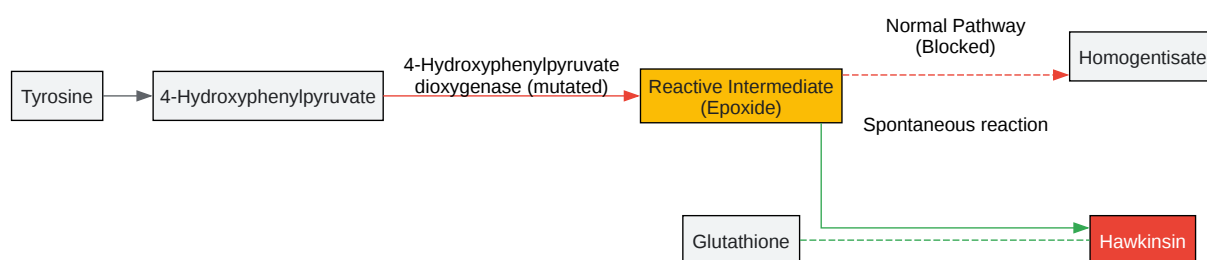 Tyrosine
4-Hydroxyphenylpyruvate
4-Hydroxyphenylpyruvate
dioxygenase (mutated)
Reactive Intermediate
(Epoxide)
Normal Pathway
(Blocked)
Homogentisate
Spontaneous reaction
Glutathione
Hawkinsin